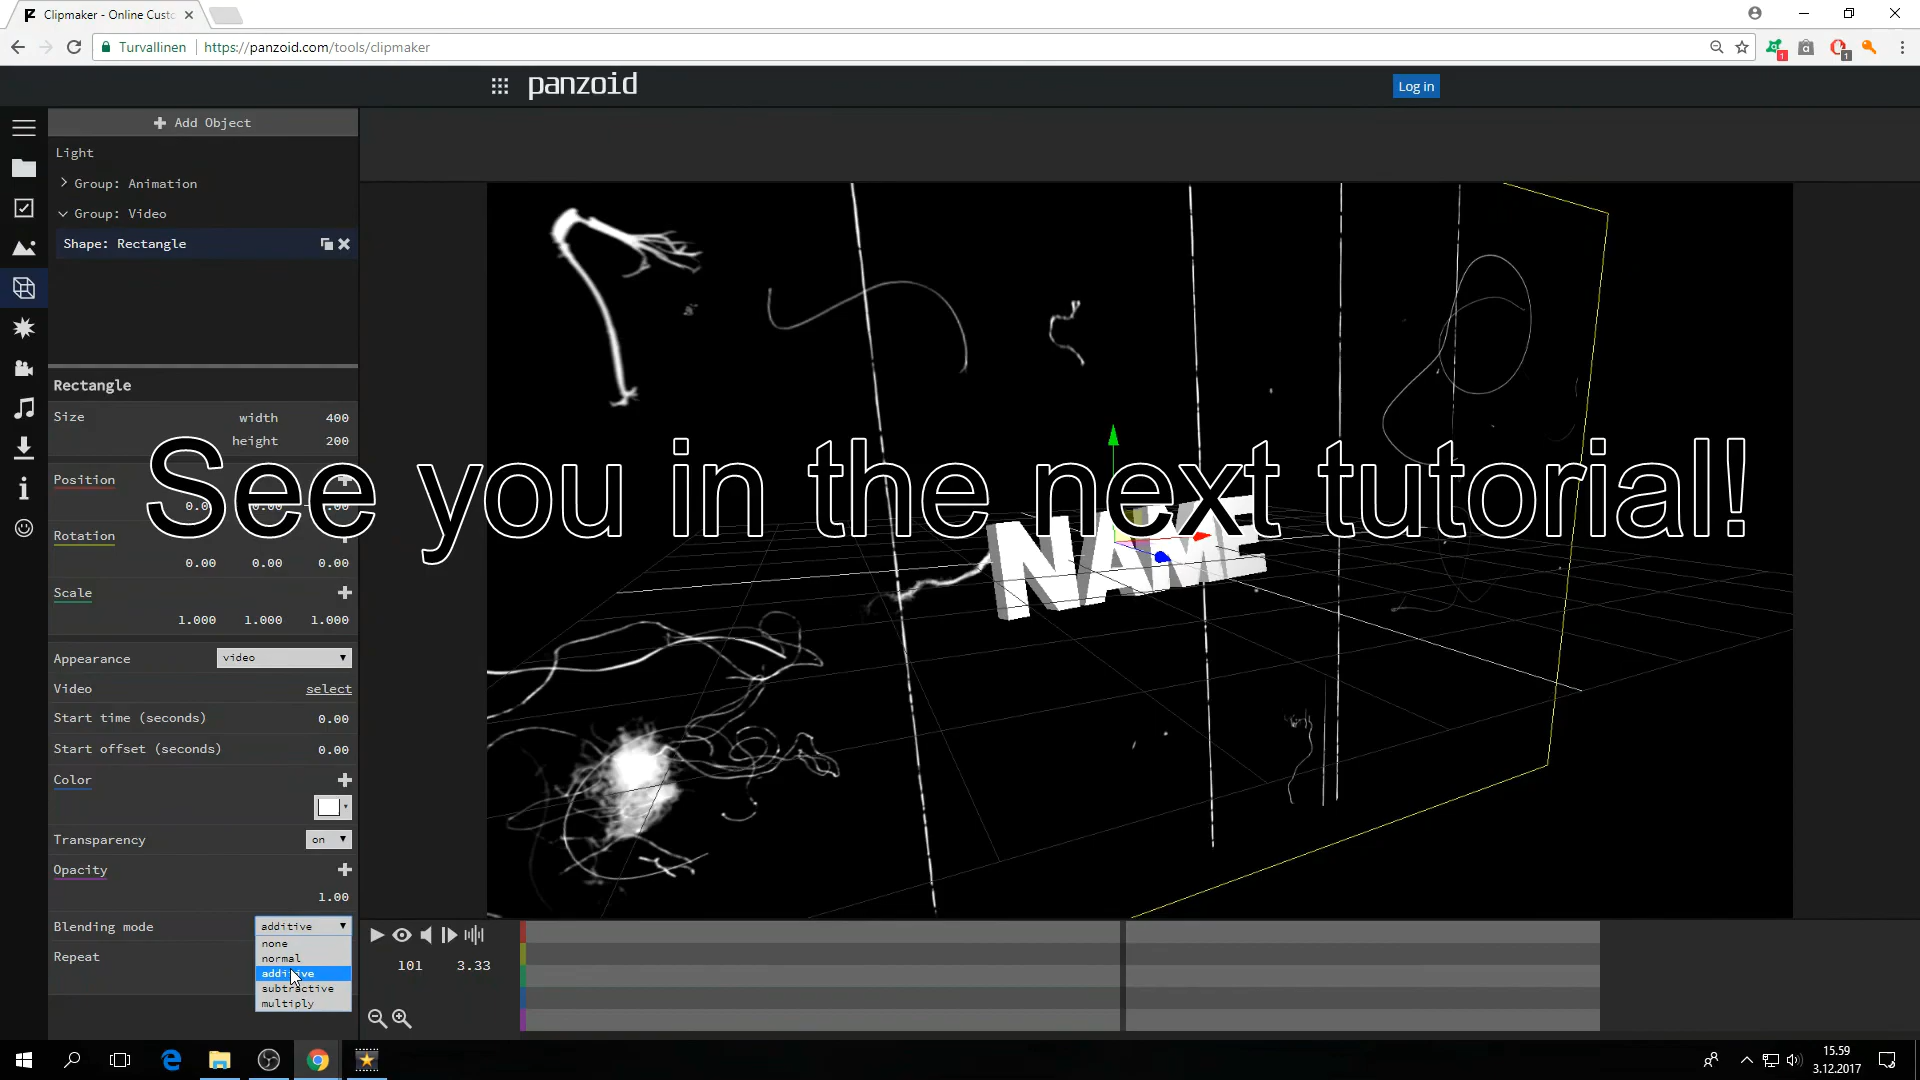 Clipmaker - Online Custo
Turvallinen
https://panzoid.com/tools/clipmaker
1
1
panzoid
Log in
Add Object
Light
Group: Animation
Group: Video
Shape: Rectangle
Rectangle
Size
width 400
height 200
See you in the next tutorial!
Position
Rotation
0.00 0.00 0.00
Scale
1.000 1.000 1.000
NAME
Appearance video
Video select
Start time (seconds) 0.00
Start offset (seconds) 0.00
Color
Transparency on
Opacity
1.00
Blending mode additive
none
normal
additive
subtractive
multiply
Repeat
101 3.33
15.59
3.12.2017